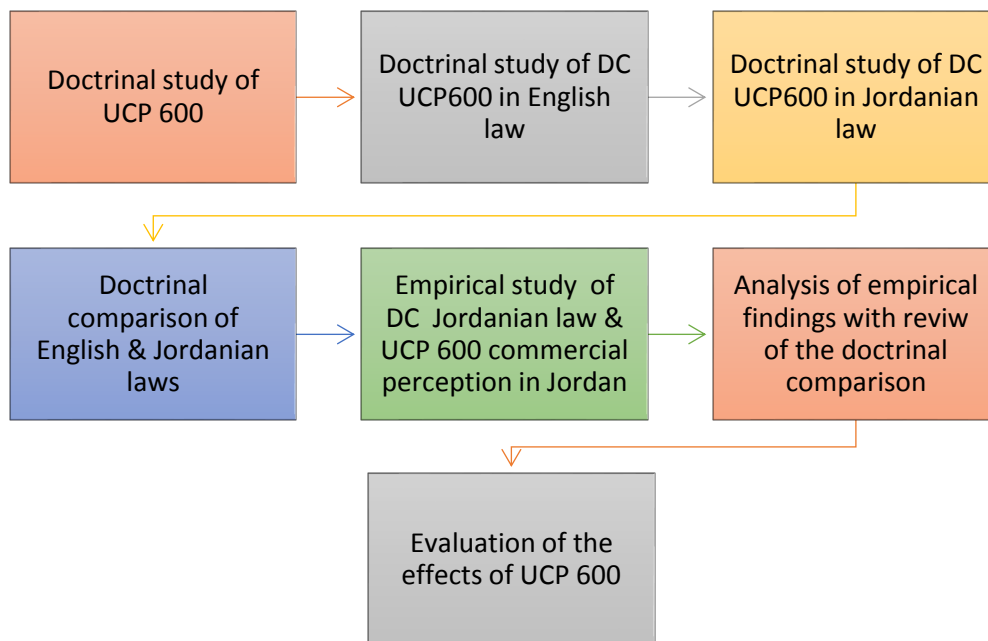 Doctrinal study of
UCP 600
Doctrinal study of DC
UCP600 in English
law
Doctrinal study of DC
UCP600 in Jordanian
law
Doctrinal
comparison of
English & Jordanian
laws
Empirical study of
DC Jordanian law &
UCP 600 commercial
perception in Jordan
Analysis of empirical
findings with reviw
of the doctrinal
comparison
Evaluation of the
effects of UCP 600